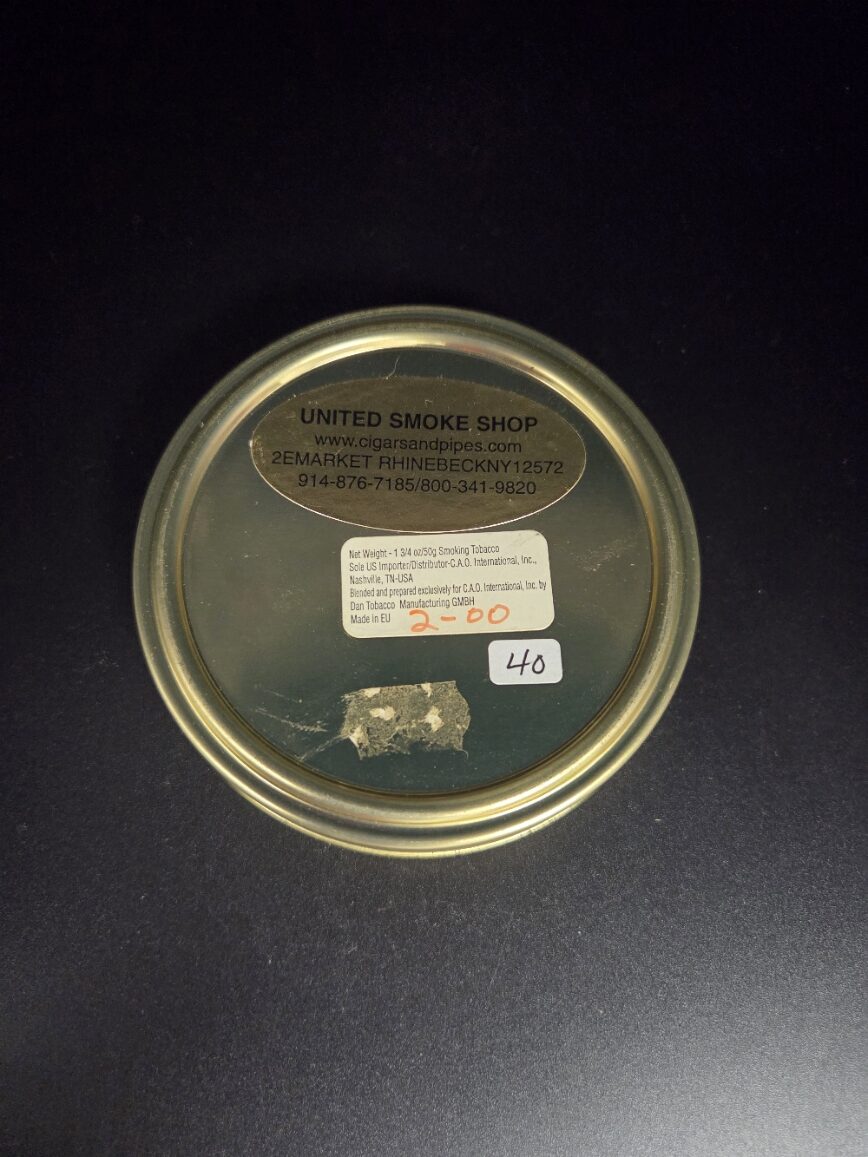 UNITED SMOKE SHOP
www.cigarsandpipes.com
2EMARKET RHINEBECKNY12572
914-876-7185/800-341-9820
Net Weight - 1 3/4 oz/50g Smoking Tobacco
Sole US Importer/Distributor-C.A.O. International, Inc.,
Nashville, TN-USA
Blended and prepared exclusively for C.A.O. International, Inc. by
Dan Tobacco Manufacturing GMBH
Made in EU 2-00
40